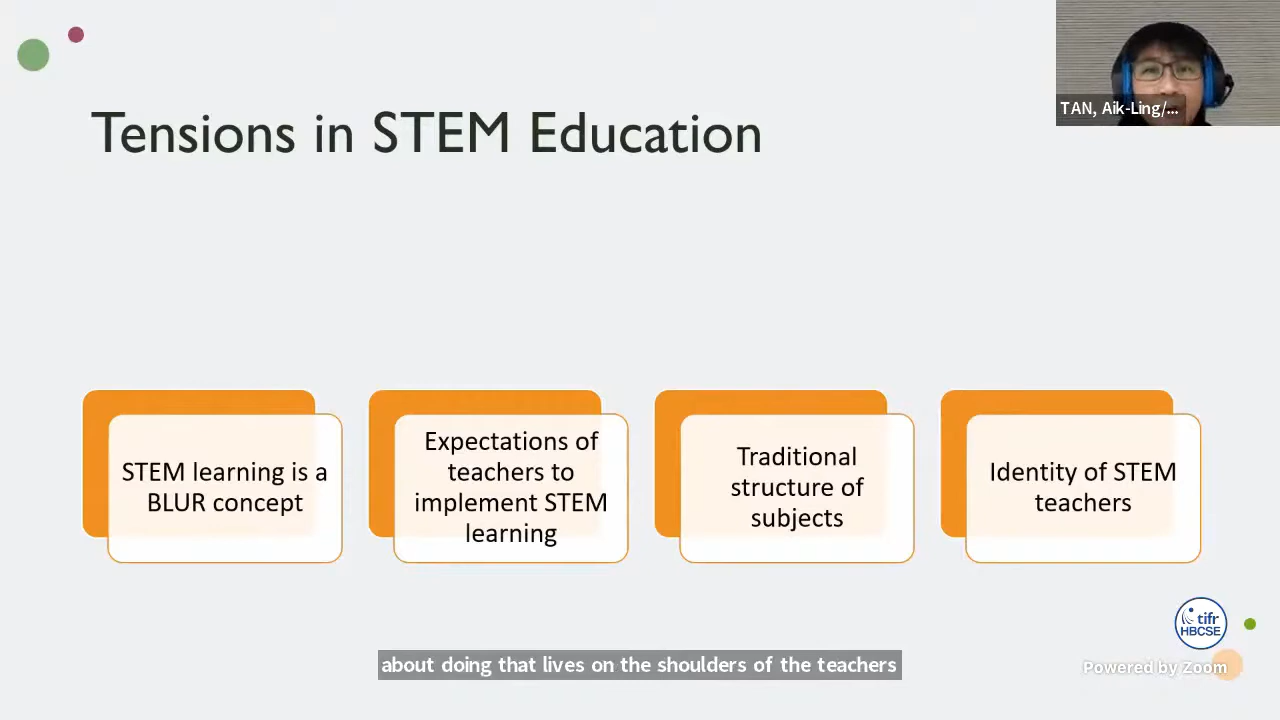 TAN, Aik-Ling/...
Tensions in STEM Education
STEM learning is a
BLUR concept
Expectations of
teachers to
implement STEM
learning
Traditional
structure of
subjects
Identity of STEM
teachers
tifr
HBCSE
about doing that lives on the shoulders of the teachers
Powered by Zoom